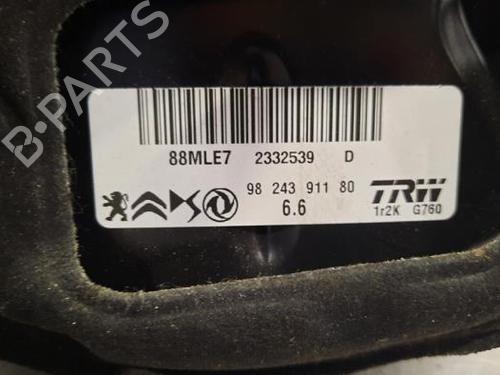 B-PARTS
88MLE7 2332539 D
98 243 911 80
6.6
TRW
1r2K G760